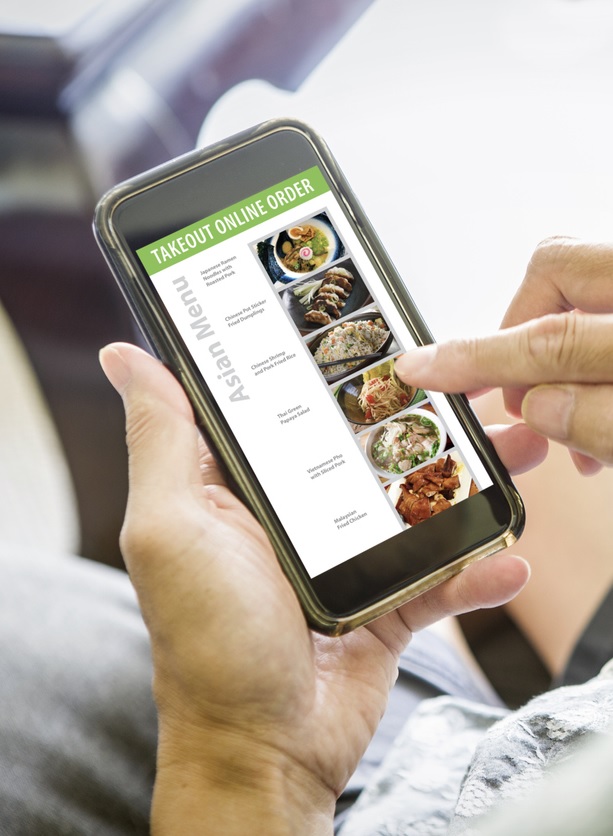 TAKEOUT ONLINE ORDER
Asian Menu
Japanese Ramen
Noodles with
Roasted Pork
Chinese Pot Sticker
Fried Dumplings
Chinese Shrimp
and Pork Fried Rice
Thai Green
Papaya Salad
Vietnamese Pho
with Sliced Pork
Malaysian
Fried Chicken